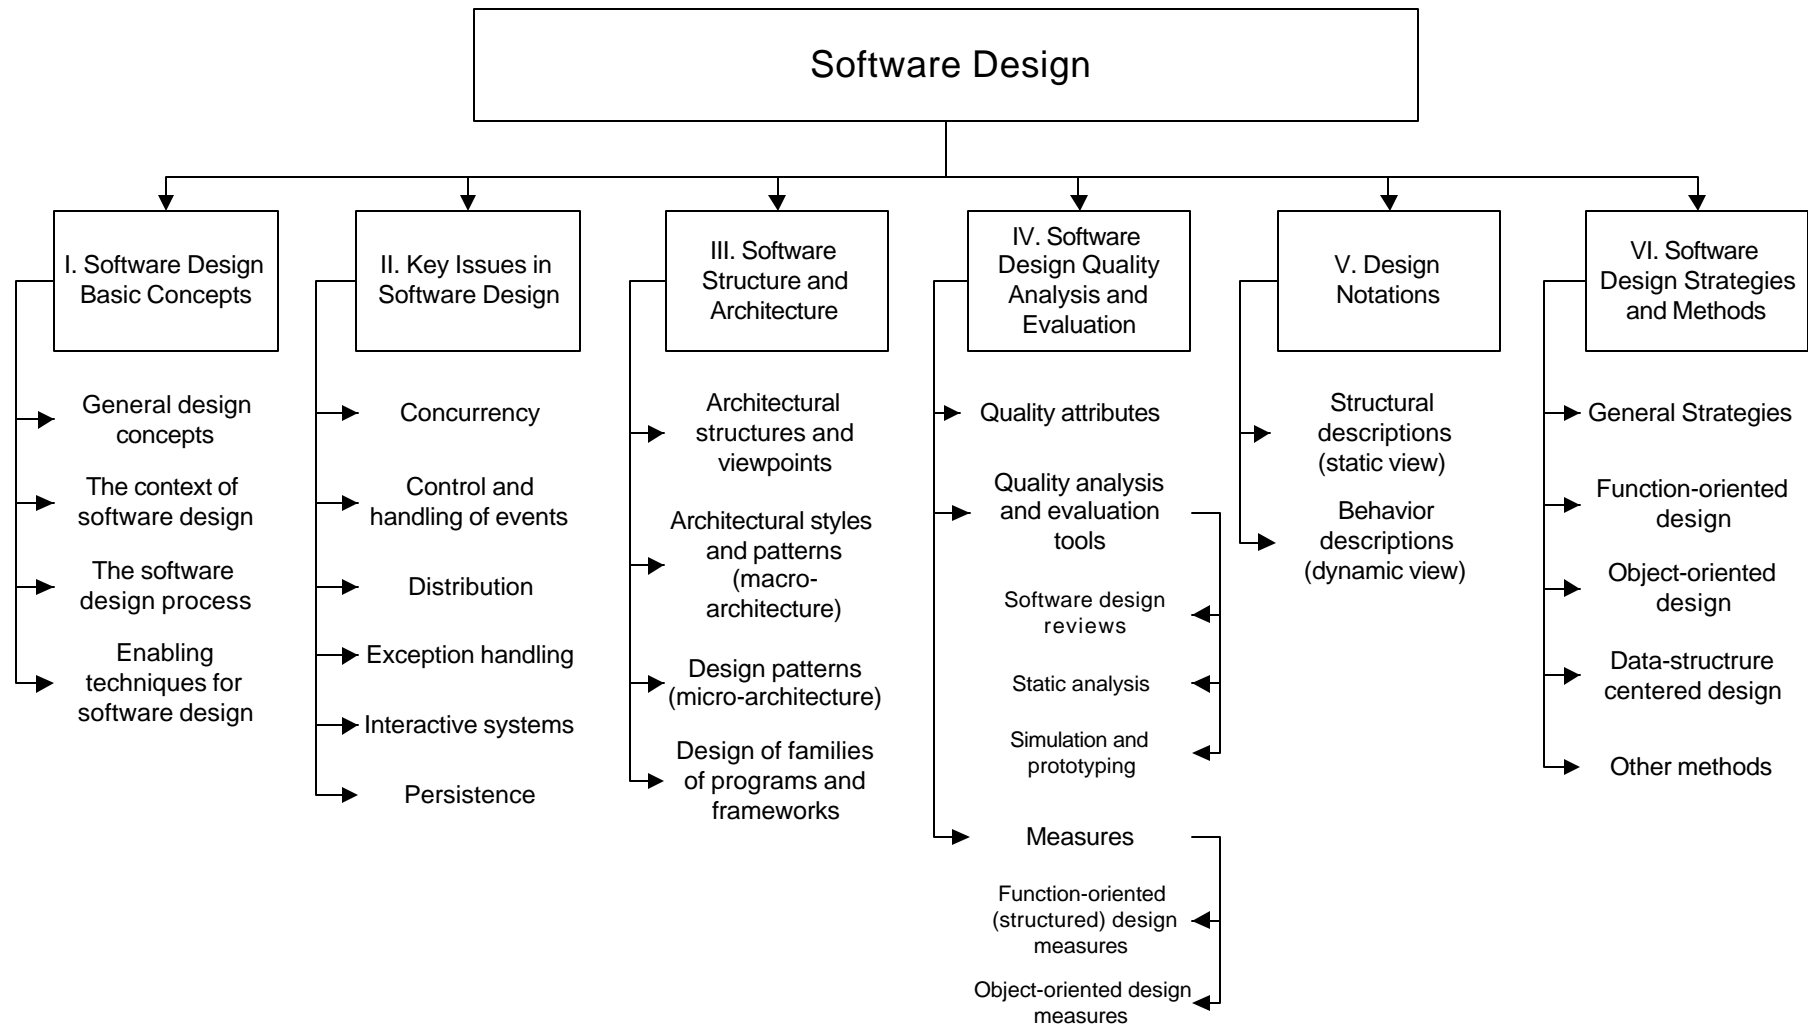 Software Design
I. Software Design
Basic Concepts
General design
concepts
The context of
software design
The software
design process
Enabling
techniques for
software design
II. Key Issues in
Software Design
Concurrency
Control and
handling of events
Distribution
Exception handling
Interactive systems
Persistence
III. Software
Structure and
Architecture
Architectural
structures and
viewpoints
Architectural styles
and patterns
(macro-
architecture)
Design patterns
(micro-architecture)
Design of families
of programs and
frameworks
IV. Software
Design Quality
Analysis and
Evaluation
Quality attributes
Quality analysis
and evaluation
tools
Software design
reviews
Static analysis
Simulation and
prototyping
Measures
Function-oriented
(structured) design
measures
Object-oriented design
measures
V. Design
Notations
Structural
descriptions
(static view)
Behavior
descriptions
(dynamic view)
VI. Software
Design Strategies
and Methods
General Strategies
Function-oriented
design
Object-oriented
design
Data-structrure
centered design
Other methods